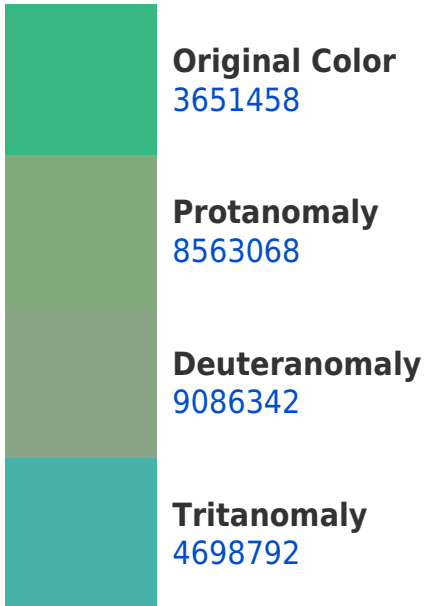 Original Color
3651458
Protanomaly
8563068
Deuteranomaly
9086342
Tritanomaly
4698792